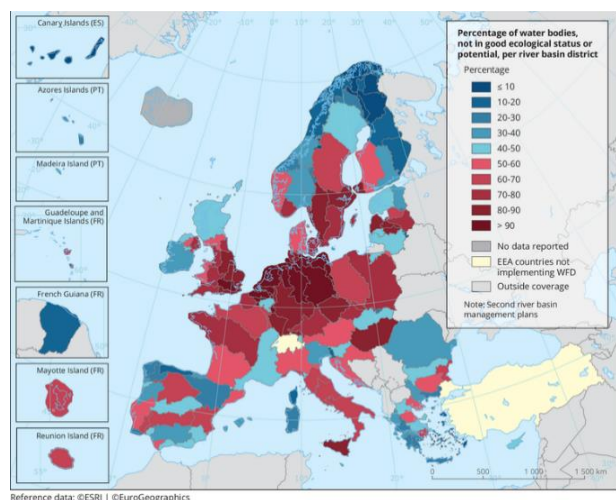 Canary Islands (ES)
Azores Islands (PT)
Madeira Island (PT)
Guadeloupe and
Martinique Islands (FR)
French Guiana (FR)
Mayotte Island (FR)
Reunion Island (FR)
Percentage of water bodies,
not in good ecological status or
potential, per river basin district
Percentage
≤ 10
10-20
20-30
30-40
40-50
50-60
60-70
70-80
80-90
> 90
No data reported
EEA countries not
implementing WFD
Outside coverage
Note: Second river basin
management plans
0 500 1 000 1 500 km
Reference data: ©ESRI | ©EuroGeographics